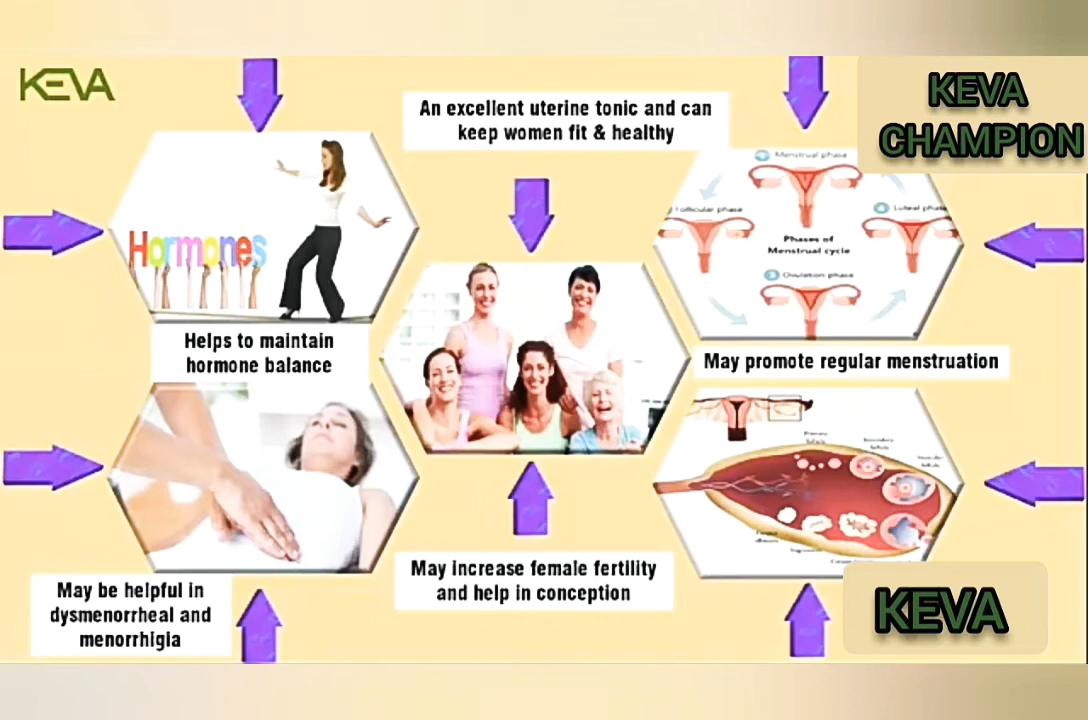 KEVA
KEVA
CHAMPION
An excellent uterine tonic and can
keep women fit & healthy
Hormones
Helps to maintain
hormone balance
Menstrual phase
Follicular phase
Luteal phase
Phases of
Menstrual cycle
Ovulation phase
May promote regular menstruation
May be helpful in
dysmenorrheal and
menorrhigia
May increase female fertility
and help in conception
KEVA